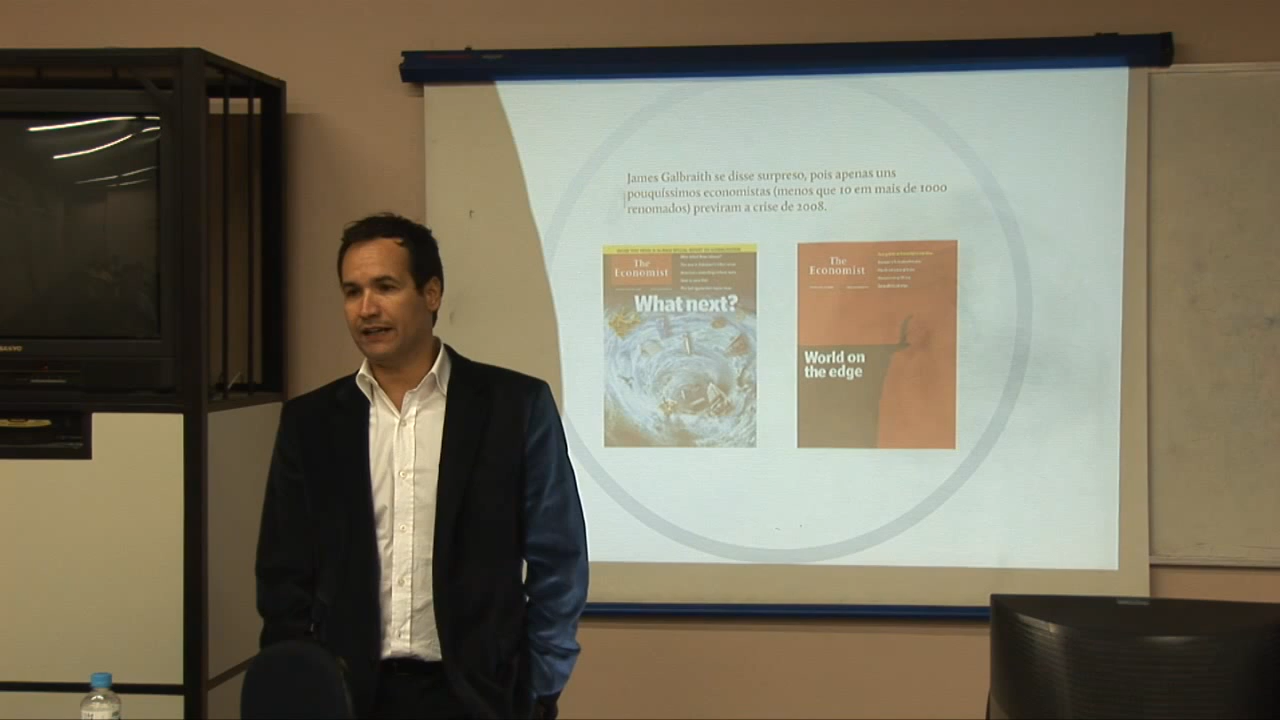 James Galbraith se disse surpreso, pois apenas uns
pouquíssimos economistas (menos que 10 em mais de 1000
renomados) previram a crise de 2008.
The
Economist
What next?
The
Economist
World on
the edge
SANYO